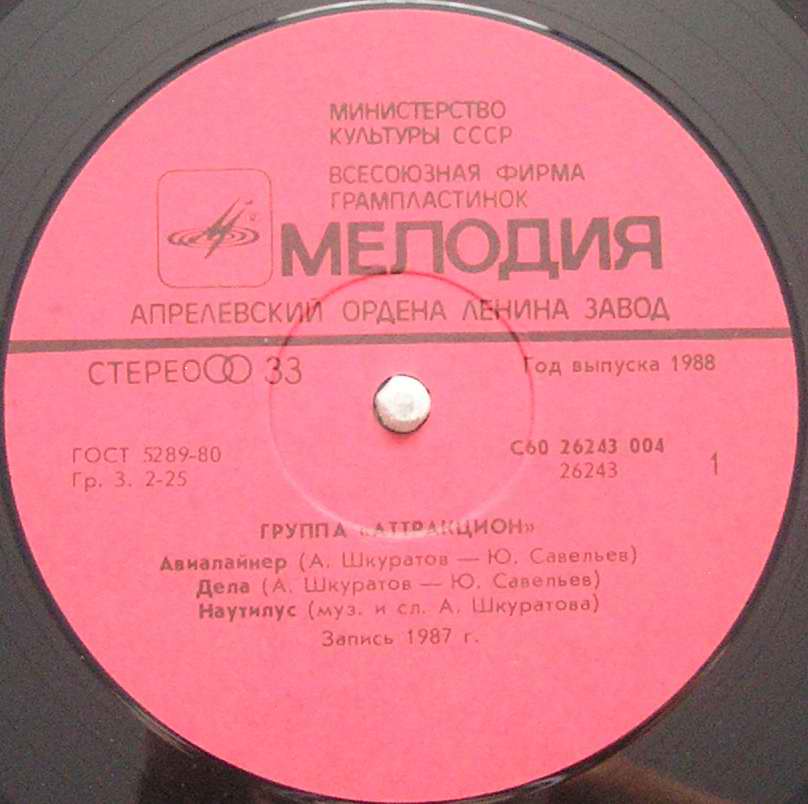 МИНИСТЕРСТВО
КУЛЬТУРЫ СССР
ВСЕСОЮЗНАЯ ФИРМА
ГРАМПЛАСТИНОК
МЕЛОДИЯ
АПРЕЛЕВСКИЙ ОРДЕНА ЛЕНИНА ЗАВОД
СТЕРЕО 33
Год выпуска 1988
ГОСТ 5289-80
Гр. 3. 2-25
С60 26243 004
26243
1
ГРУППА «АТТРАКЦИОН»
Авиалайнер (А. Шкуратов — Ю. Савельев)
Дела (А. Шкуратов — Ю. Савельев)
Наутилус (муз. и сл. А. Шкуратова)
Запись 1987 г.